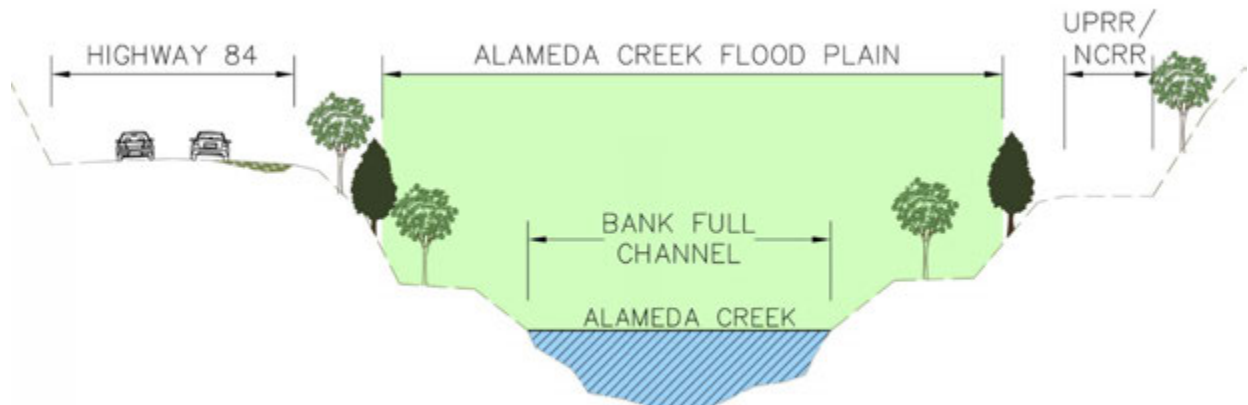 HIGHWAY 84
ALAMEDA CREEK FLOOD PLAIN
UPRR/
NCRR
BANK FULL
CHANNEL
ALAMEDA CREEK